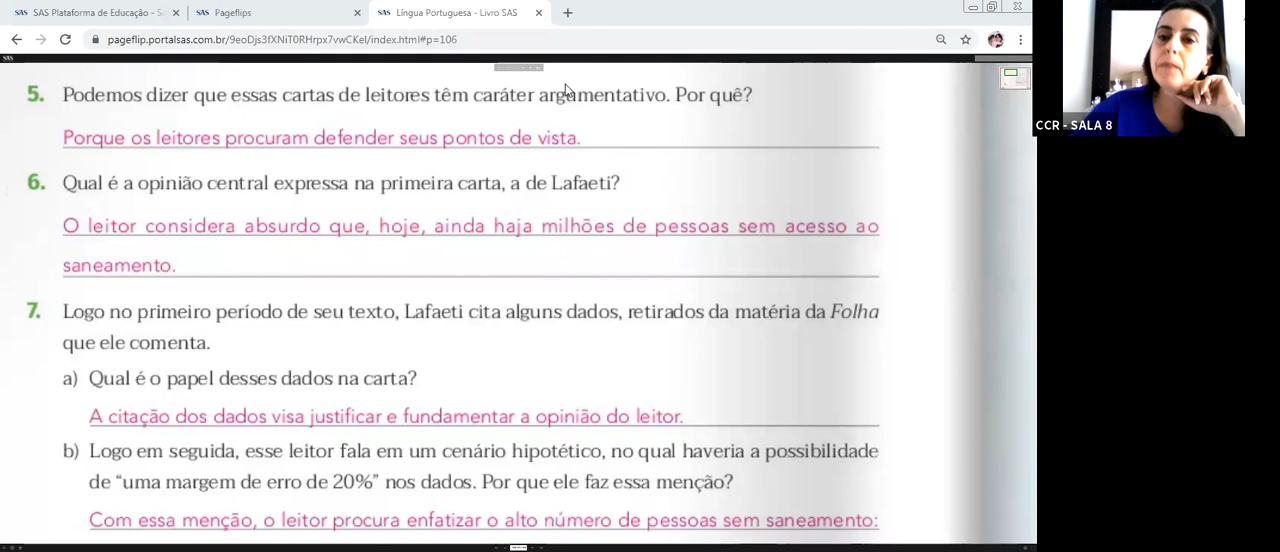 SAS Plataforma de Educação - S
Pageflips
Língua Portuguesa - Livro SAS
pageflip.portalsas.com.br/9eoDjs3fXNiT0RHrpx7vwCKel/index.html#p=106
SAS
5. Podemos dizer que essas cartas de leitores têm caráter argumentativo. Por quê?
Porque os leitores procuram defender seus pontos de vista.
6. Qual é a opinião central expressa na primeira carta, a de Lafaeti?
O leitor considera absurdo que, hoje, ainda haja milhões de pessoas sem acesso ao
saneamento.
7. Logo no primeiro período de seu texto, Lafaeti cita alguns dados, retirados da matéria da Folha
que ele comenta.
a) Qual é o papel desses dados na carta?
A citação dos dados visa justificar e fundamentar a opinião do leitor.
b) Logo em seguida, esse leitor fala em um cenário hipotético, no qual haveria a possibilidade
de “uma margem de erro de 20%” nos dados. Por que ele faz essa menção?
Com essa menção, o leitor procura enfatizar o alto número de pessoas sem saneamento:
CCR - SALA 8